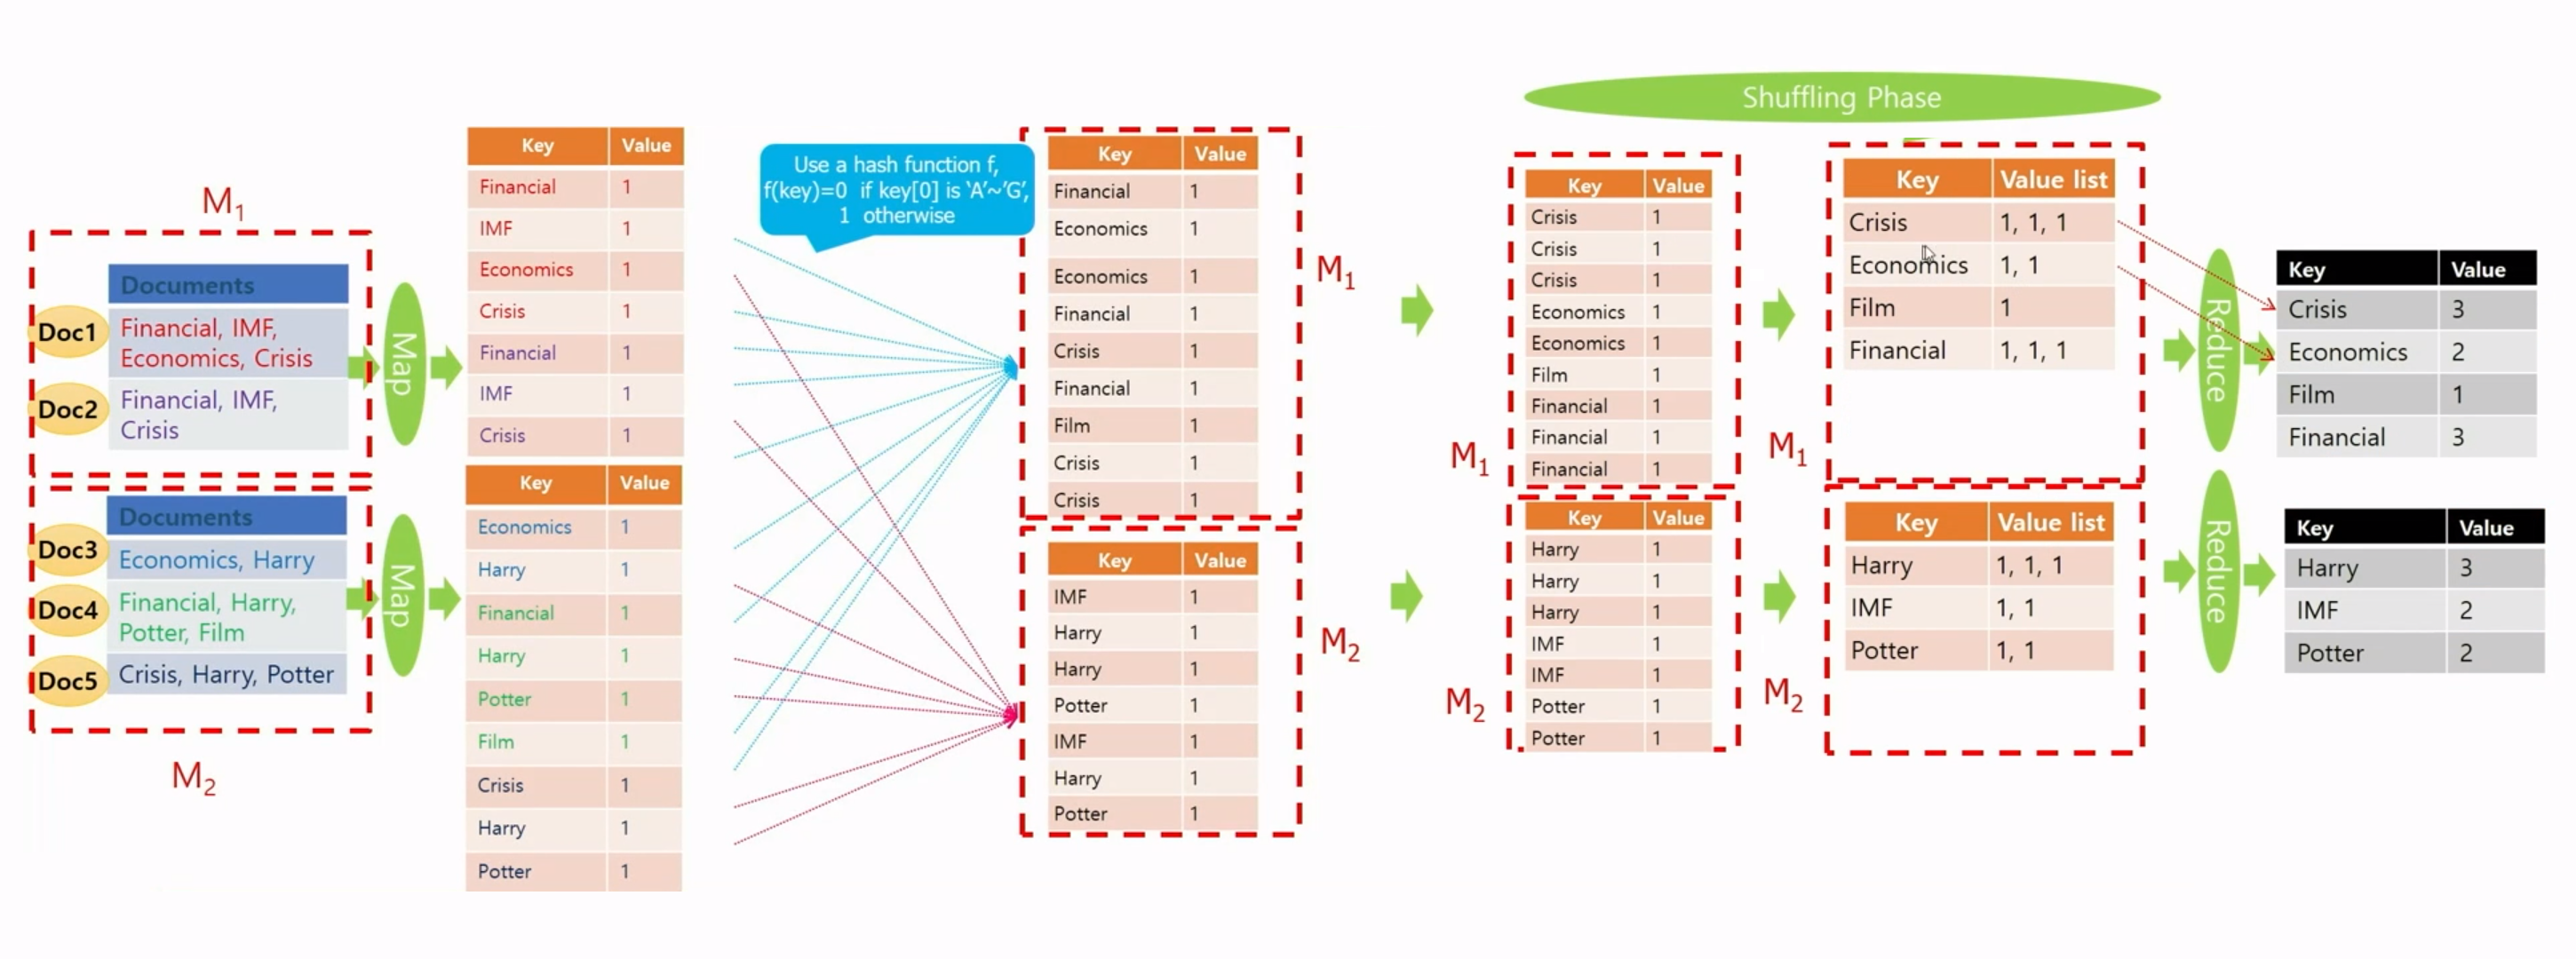 Shuffling Phase
M1
Documents
Doc1
Financial, IMF,
Economics, Crisis
Doc2
Financial, IMF,
Crisis
Documents
Doc3
Economics, Harry
Doc4
Financial, Harry,
Potter, Film
Doc5
Crisis, Harry, Potter
M2
Map
Map
Key Value
Financial 1
IMF 1
Economics 1
Crisis 1
Financial 1
IMF 1
Crisis 1
Key Value
Economics 1
Harry 1
Financial 1
Harry 1
Potter 1
Film 1
Crisis 1
Harry 1
Potter 1
Use a hash function f,
f(key)=0 if key[0] is ‘A’~’G’,
1 otherwise
Key Value
Financial 1
Economics 1
Economics 1
Financial 1
Crisis 1
Financial 1
Film 1
Crisis 1
Crisis 1
M1
Key Value
IMF 1
Harry 1
Harry 1
Potter 1
IMF 1
Harry 1
Potter 1
M2
Key Value
Crisis 1
Crisis 1
Crisis 1
Economics 1
Economics 1
Film 1
Financial 1
Financial 1
Financial 1
M1
Key Value
Harry 1
Harry 1
Harry 1
IMF 1
IMF 1
Potter 1
Potter 1
M2
Key Value list
Crisis 1, 1, 1
Economics 1, 1
Film 1
Financial 1, 1, 1
M1
Key Value list
Harry 1, 1, 1
IMF 1, 1
Potter 1, 1
M2
Reduce
Reduce
Key Value
Crisis 3
Economics 2
Film 1
Financial 3
Key Value
Harry 3
IMF 2
Potter 2